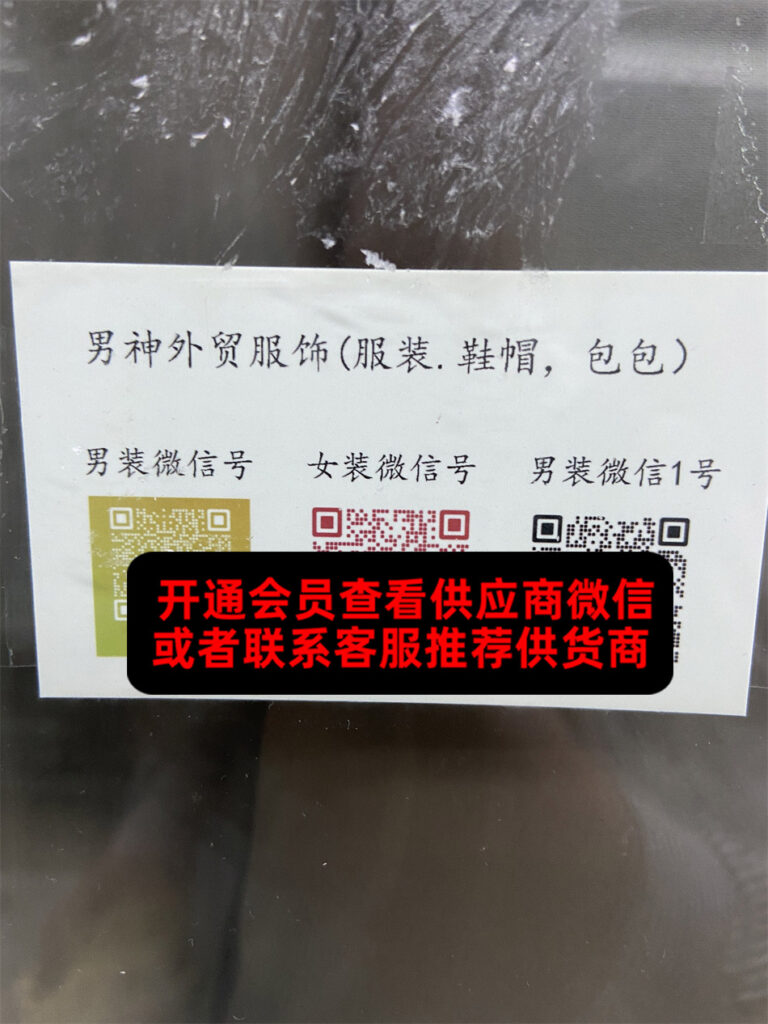 男神外贸服饰(服装.鞋帽，包包)
男装微信号 女装微信号 男装微信1号
开通会员查看供应商微信
或者联系客服推荐供货商